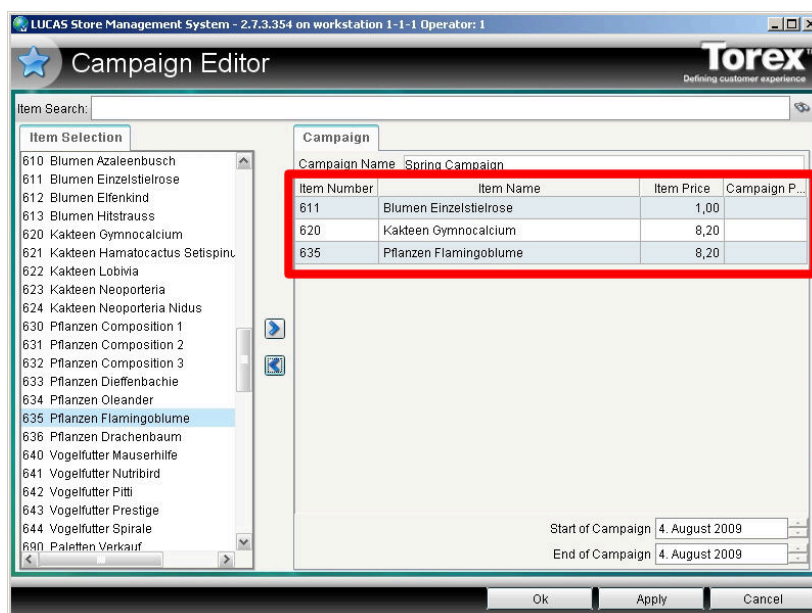 LUCAS Store Management System - 2.7.3.354 on workstation 1-1-1 Operator: 1
Campaign Editor
Torex
Defining customer experience
Item Search:
Item Selection
610 Blumen Azaleenbusch
611 Blumen Einzelstielrose
612 Blumen Elfenkind
613 Blumen Hitstrauss
620 Kakteen Gymnocalcium
621 Kakteen Hamatocactus Setispinu
622 Kakteen Lobivia
623 Kakteen Neoporteria
624 Kakteen Neoporteria Nidus
630 Pflanzen Composition 1
631 Pflanzen Composition 2
632 Pflanzen Composition 3
633 Pflanzen Dieffenbachie
634 Pflanzen Oleander
635 Pflanzen Flamingoblume
636 Pflanzen Drachenbaum
640 Vogelfutter Mauserhilfe
641 Vogelfutter Nutribird
642 Vogelfutter Pitti
643 Vogelfutter Prestige
644 Vogelfutter Spirale
690 Paletten Verkauf
Campaign
Campaign Name Spring Campaign
Item Number Item Name Item Price Campaign P...
611 Blumen Einzelstielrose 1,00
620 Kakteen Gymnocalcium 8,20
635 Pflanzen Flamingoblume 8,20
Start of Campaign 4. August 2009
End of Campaign 4. August 2009
Ok Apply Cancel